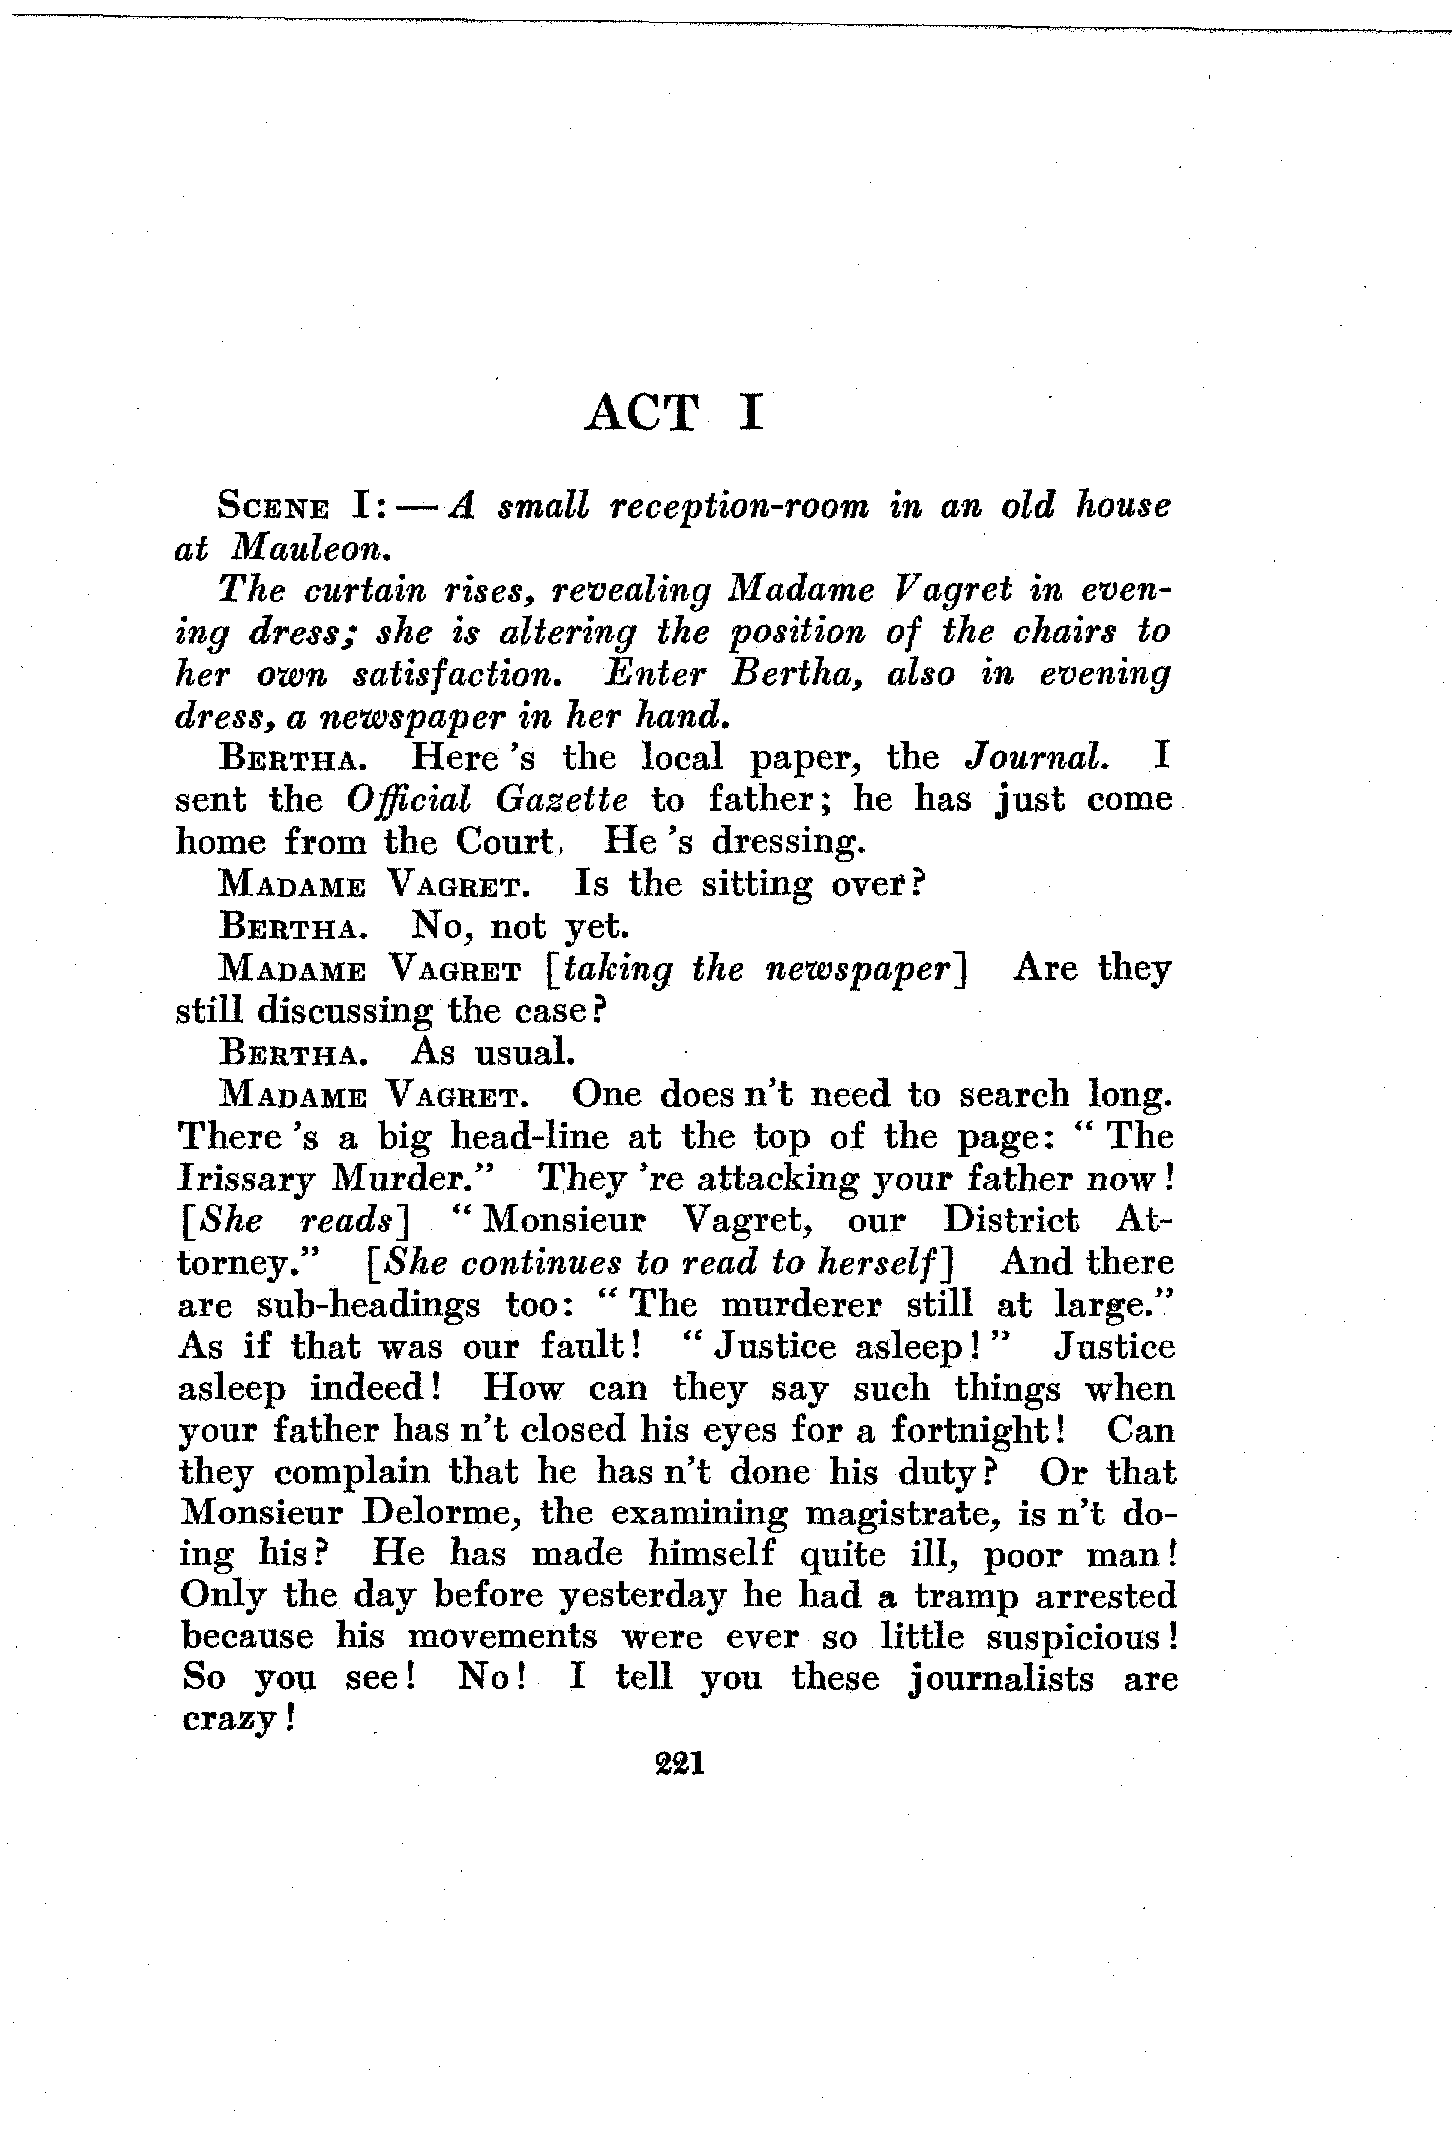 ACT I
SCENE I: — A small reception-room in an old house
at Mauleon.
The curtain rises, revealing Madame Vagret in even-
ing dress; she is altering the position of the chairs to
her own satisfaction. Enter Bertha, also in evening
dress, a newspaper in her hand.
BERTHA. Here 's the local paper, the Journal. I
sent the Official Gazette to father; he has just come
home from the Court, He 's dressing.
MADAME VAGRET. Is the sitting over?
BERTHA. No, not yet.
MADAME VAGRET [taking the newspaper] Are they
still discussing the case?
BERTHA. As usual.
MADAME VAGRET. One does n't need to search long.
There 's a big head-line at the top of the page: "The
Irissary Murder." They 're attacking your father now!
[She reads] "Monsieur Vagret, our District At-
torney." [She continues to read to herself] And there
are sub-headings too: "The murderer still at large."
As if that was our fault! "Justice asleep!" Justice
asleep indeed! How can they say such things when
your father has n't closed his eyes for a fortnight! Can
they complain that he has n't done his duty? Or that
Monsieur Delorme, the examining magistrate, is n't do-
ing his? He has made himself quite ill, poor man!
Only the day before yesterday he had a tramp arrested
because his movements were ever so little suspicious!
So you see! No! I tell you these journalists are
crazy!
221